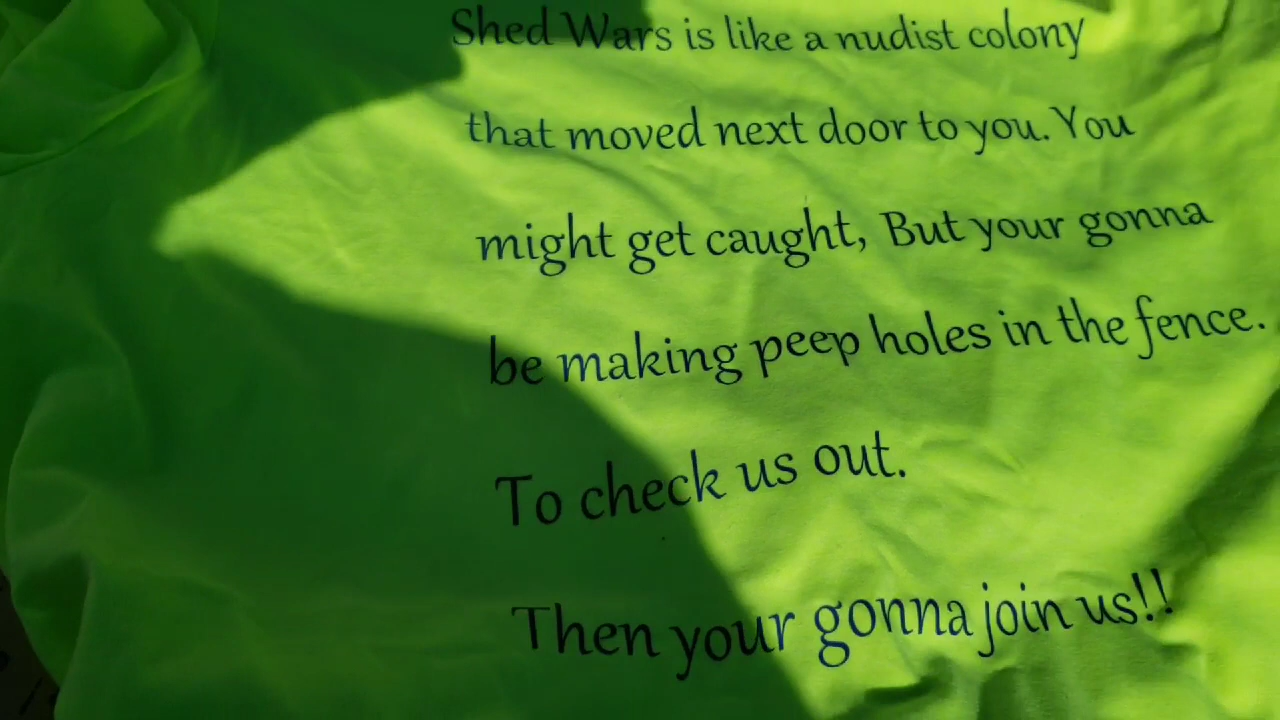 Shed Wars is like a nudist colony
that moved next door to you. You
might get caught, But your gonna
be making peep holes in the fence.
To check us out.
Then your gonna join us!!